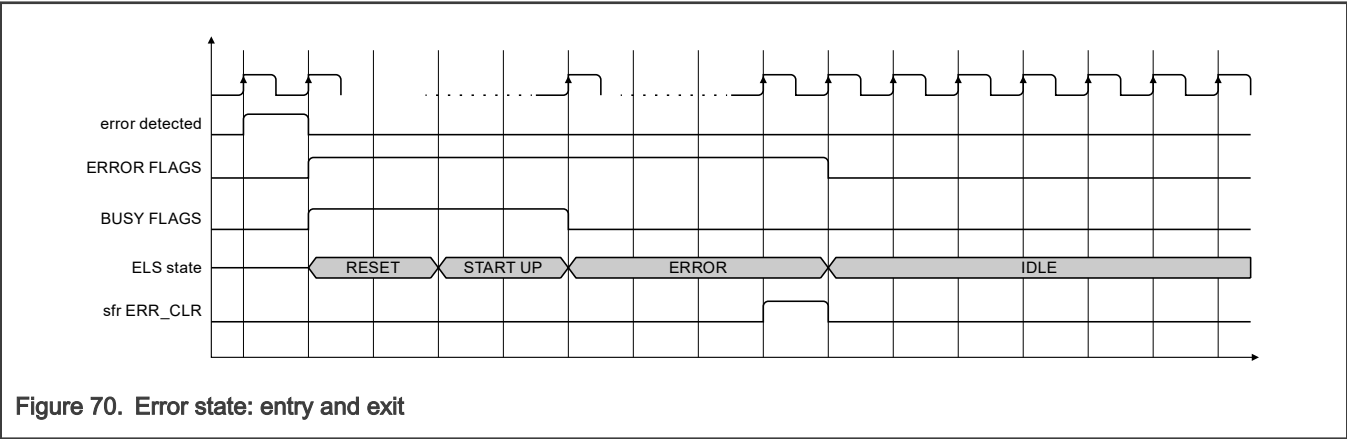 error detected
ERROR FLAGS
BUSY FLAGS
ELS state
RESET
START UP
ERROR
IDLE
sfr ERR_CLR
Figure 70. Error state: entry and exit